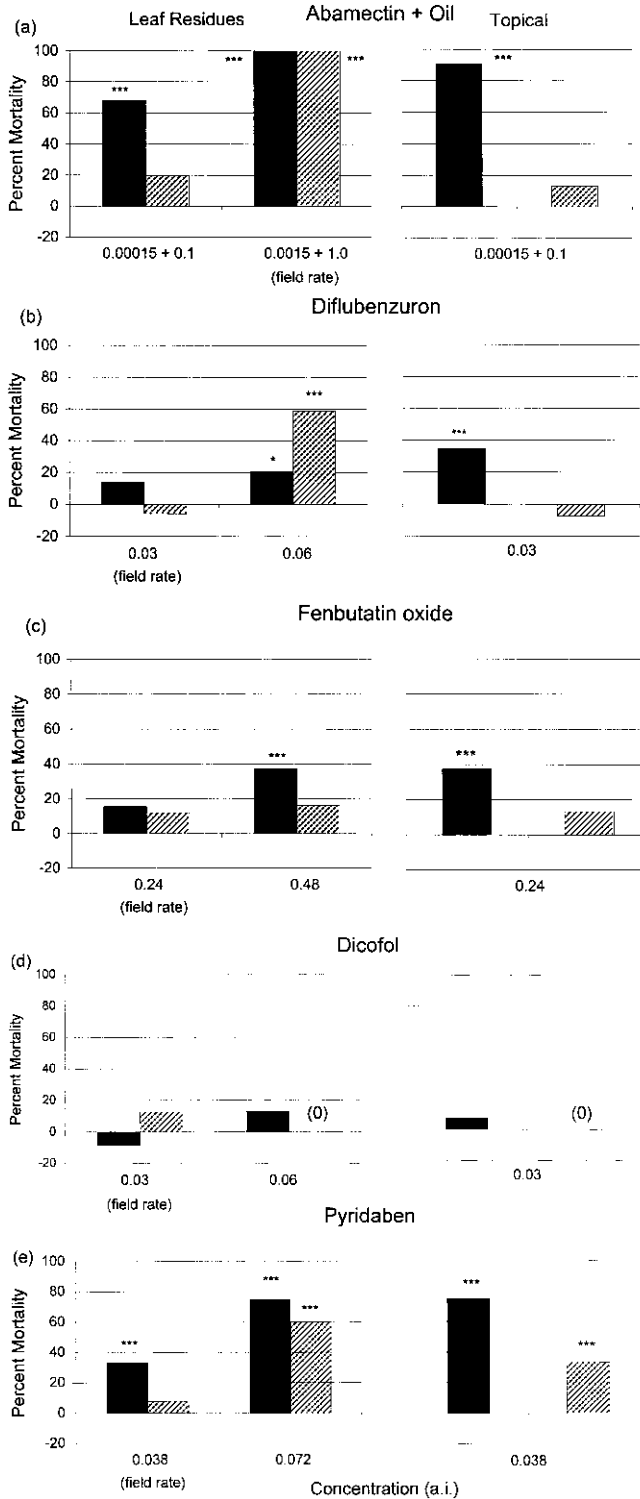 Abamectin + Oil
(a)
Leaf Residues
Topical
Percent Mortality
100
80
60
40
20
0
-20
***
***
***
***
0.00015 + 0.1
0.0015 + 1.0
(field rate)
0.00015 + 0.1
(b)
Diflubenzuron
Percent Mortality
100
80
60
40
20
0
-20
*
***
***
0.03
(field rate)
0.06
0.03
(c)
Fenbutatin oxide
Percent Mortality
100
80
60
40
20
0
-20
***
***
0.24
(field rate)
0.48
0.24
(d)
Dicofol
Percent Mortality
100
80
60
40
20
0
-20
(0)
(0)
0.03
(field rate)
0.06
0.03
Pyridaben
(e)
Percent Mortality
100
80
60
40
20
0
-20
***
***
***
***
***
0.038
(field rate)
0.072
0.038
Concentration (a.i.)